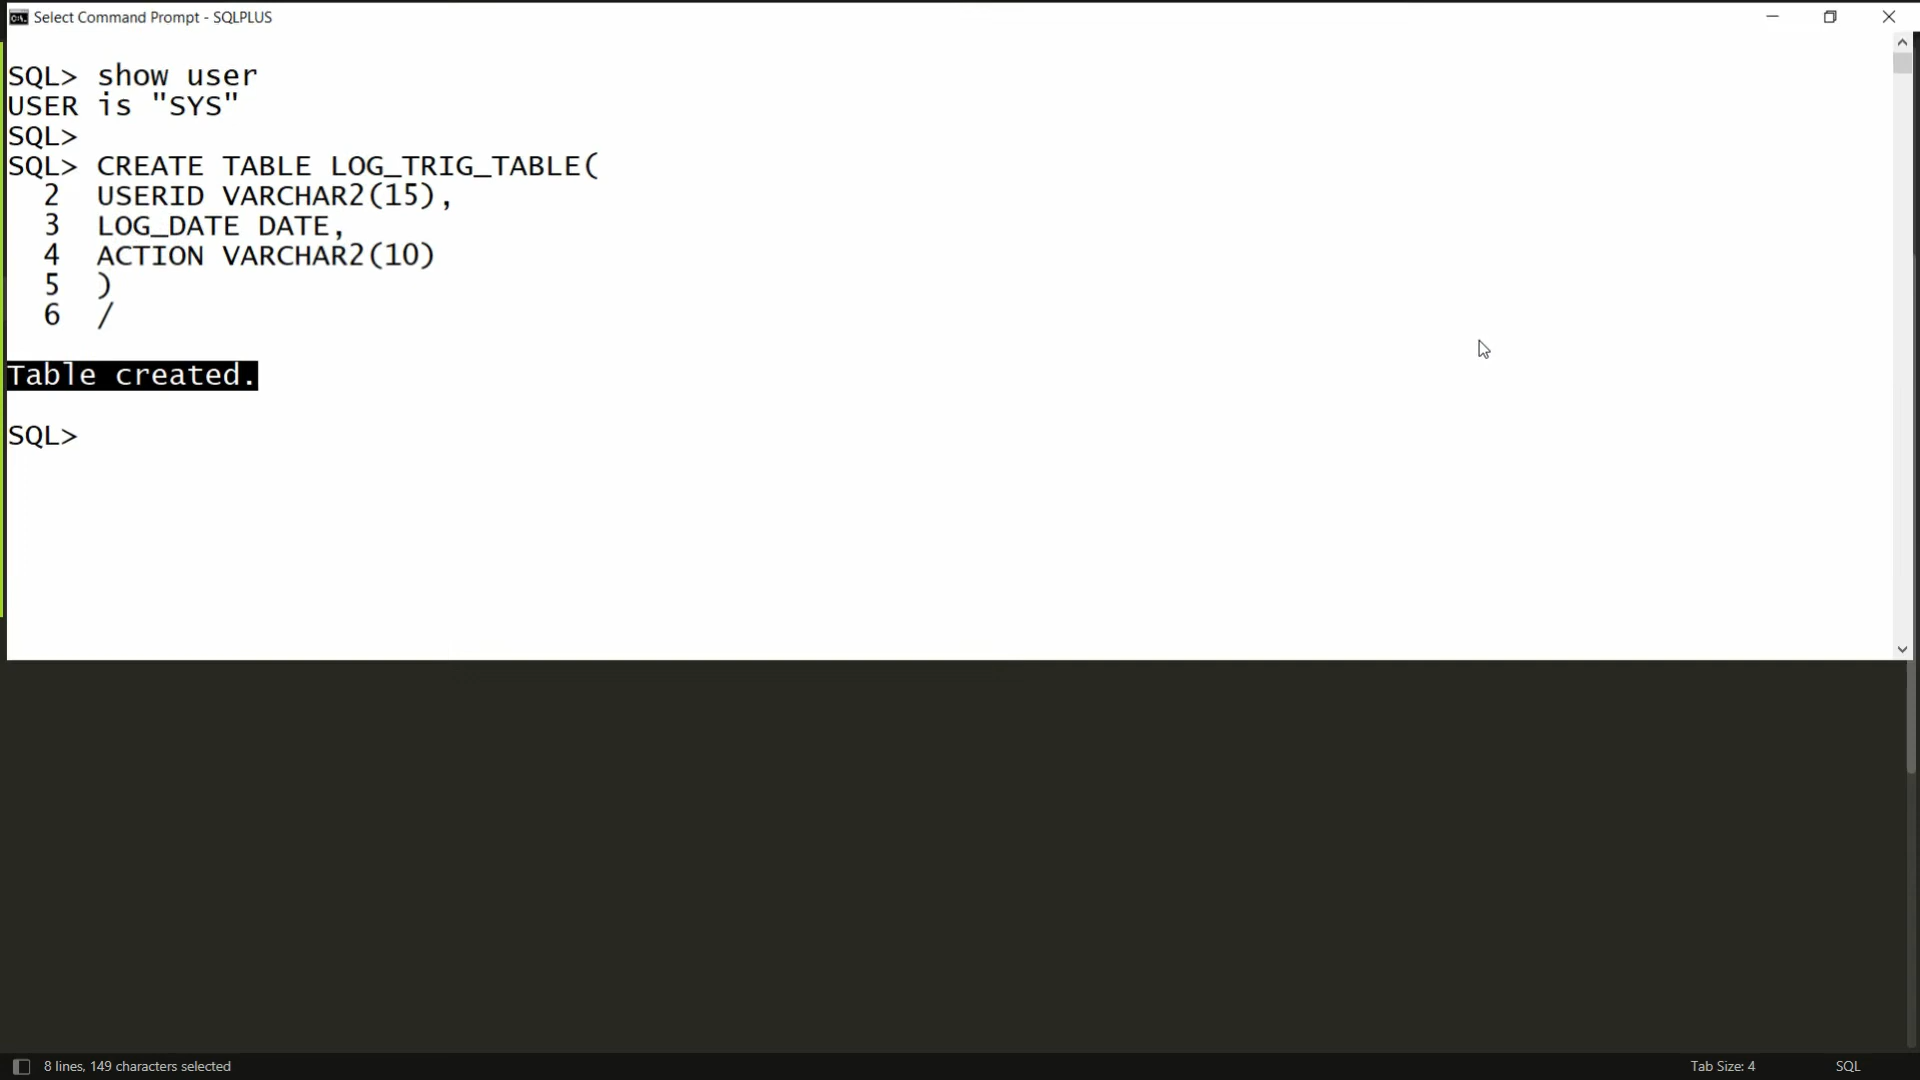 Select Command Prompt - SQLPLUS
SQL> show user
USER is "SYS"
SQL>
SQL> CREATE TABLE LOG_TRIG_TABLE(
2 USERID VARCHAR2(15),
3 LOG_DATE DATE,
4 ACTION VARCHAR2(10)
5 )
6 /
Table created.
SQL>
8 lines, 149 characters selected
Tab Size: 4
SQL